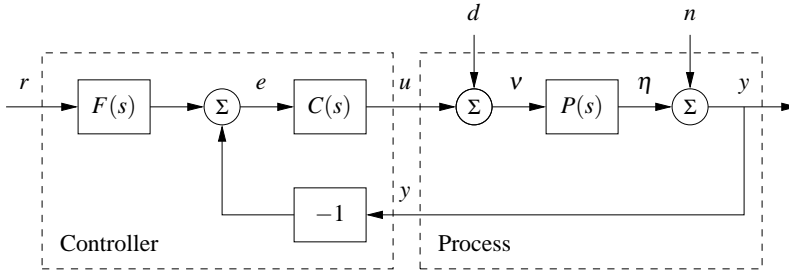 d n
r F(s) Σ e C(s) u Σ ν P(s) η Σ y
−1 y
Controller Process